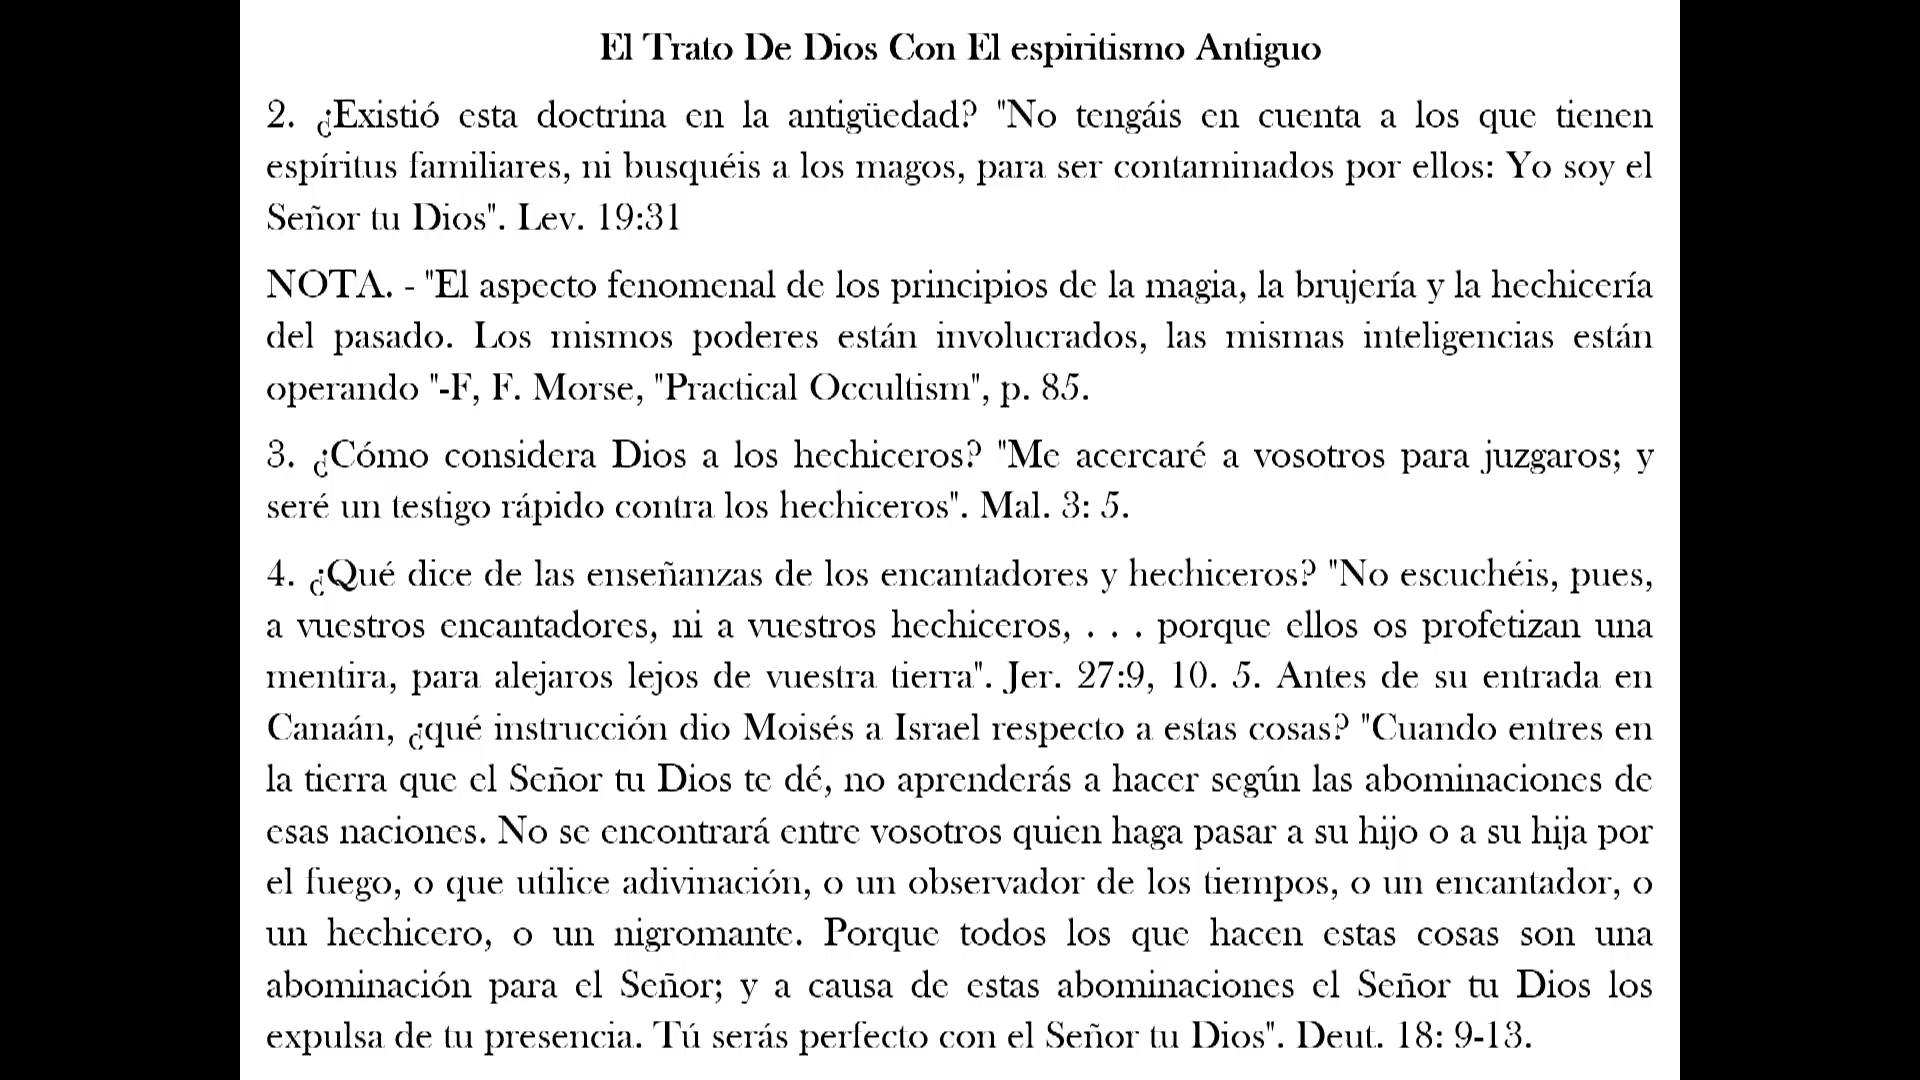 El Trato De Dios Con El espiritismo Antiguo
2. ¿Existió esta doctrina en la antigüedad? "No tengáis en cuenta a los que tienen
espíritus familiares, ni busquéis a los magos, para ser contaminados por ellos: Yo soy el
Señor tu Dios". Lev. 19:31
NOTA. - "El aspecto fenomenal de los principios de la magia, la brujería y la hechicería
del pasado. Los mismos poderes están involucrados, las mismas inteligencias están
operando "-F, F. Morse, "Practical Occultism", p. 85.
3. ¿Cómo considera Dios a los hechiceros? "Me acercaré a vosotros para juzgaros; y
seré un testigo rápido contra los hechiceros". Mal. 3: 5.
4. ¿Qué dice de las enseñanzas de los encantadores y hechiceros? "No escuchéis, pues,
a vuestros encantadores, ni a vuestros hechiceros, . . . porque ellos os profetizan una
mentira, para alejaros lejos de vuestra tierra". Jer. 27:9, 10. 5. Antes de su entrada en
Canaán, ¿qué instrucción dio Moisés a Israel respecto a estas cosas? "Cuando entres en
la tierra que el Señor tu Dios te dé, no aprenderás a hacer según las abominaciones de
esas naciones. No se encontrará entre vosotros quien haga pasar a su hijo o a su hija por
el fuego, o que utilice adivinación, o un observador de los tiempos, o un encantador, o
un hechicero, o un nigromante. Porque todos los que hacen estas cosas son una
abominación para el Señor; y a causa de estas abominaciones el Señor tu Dios los
expulsa de tu presencia. Tú serás perfecto con el Señor tu Dios". Deut. 18: 9-13.